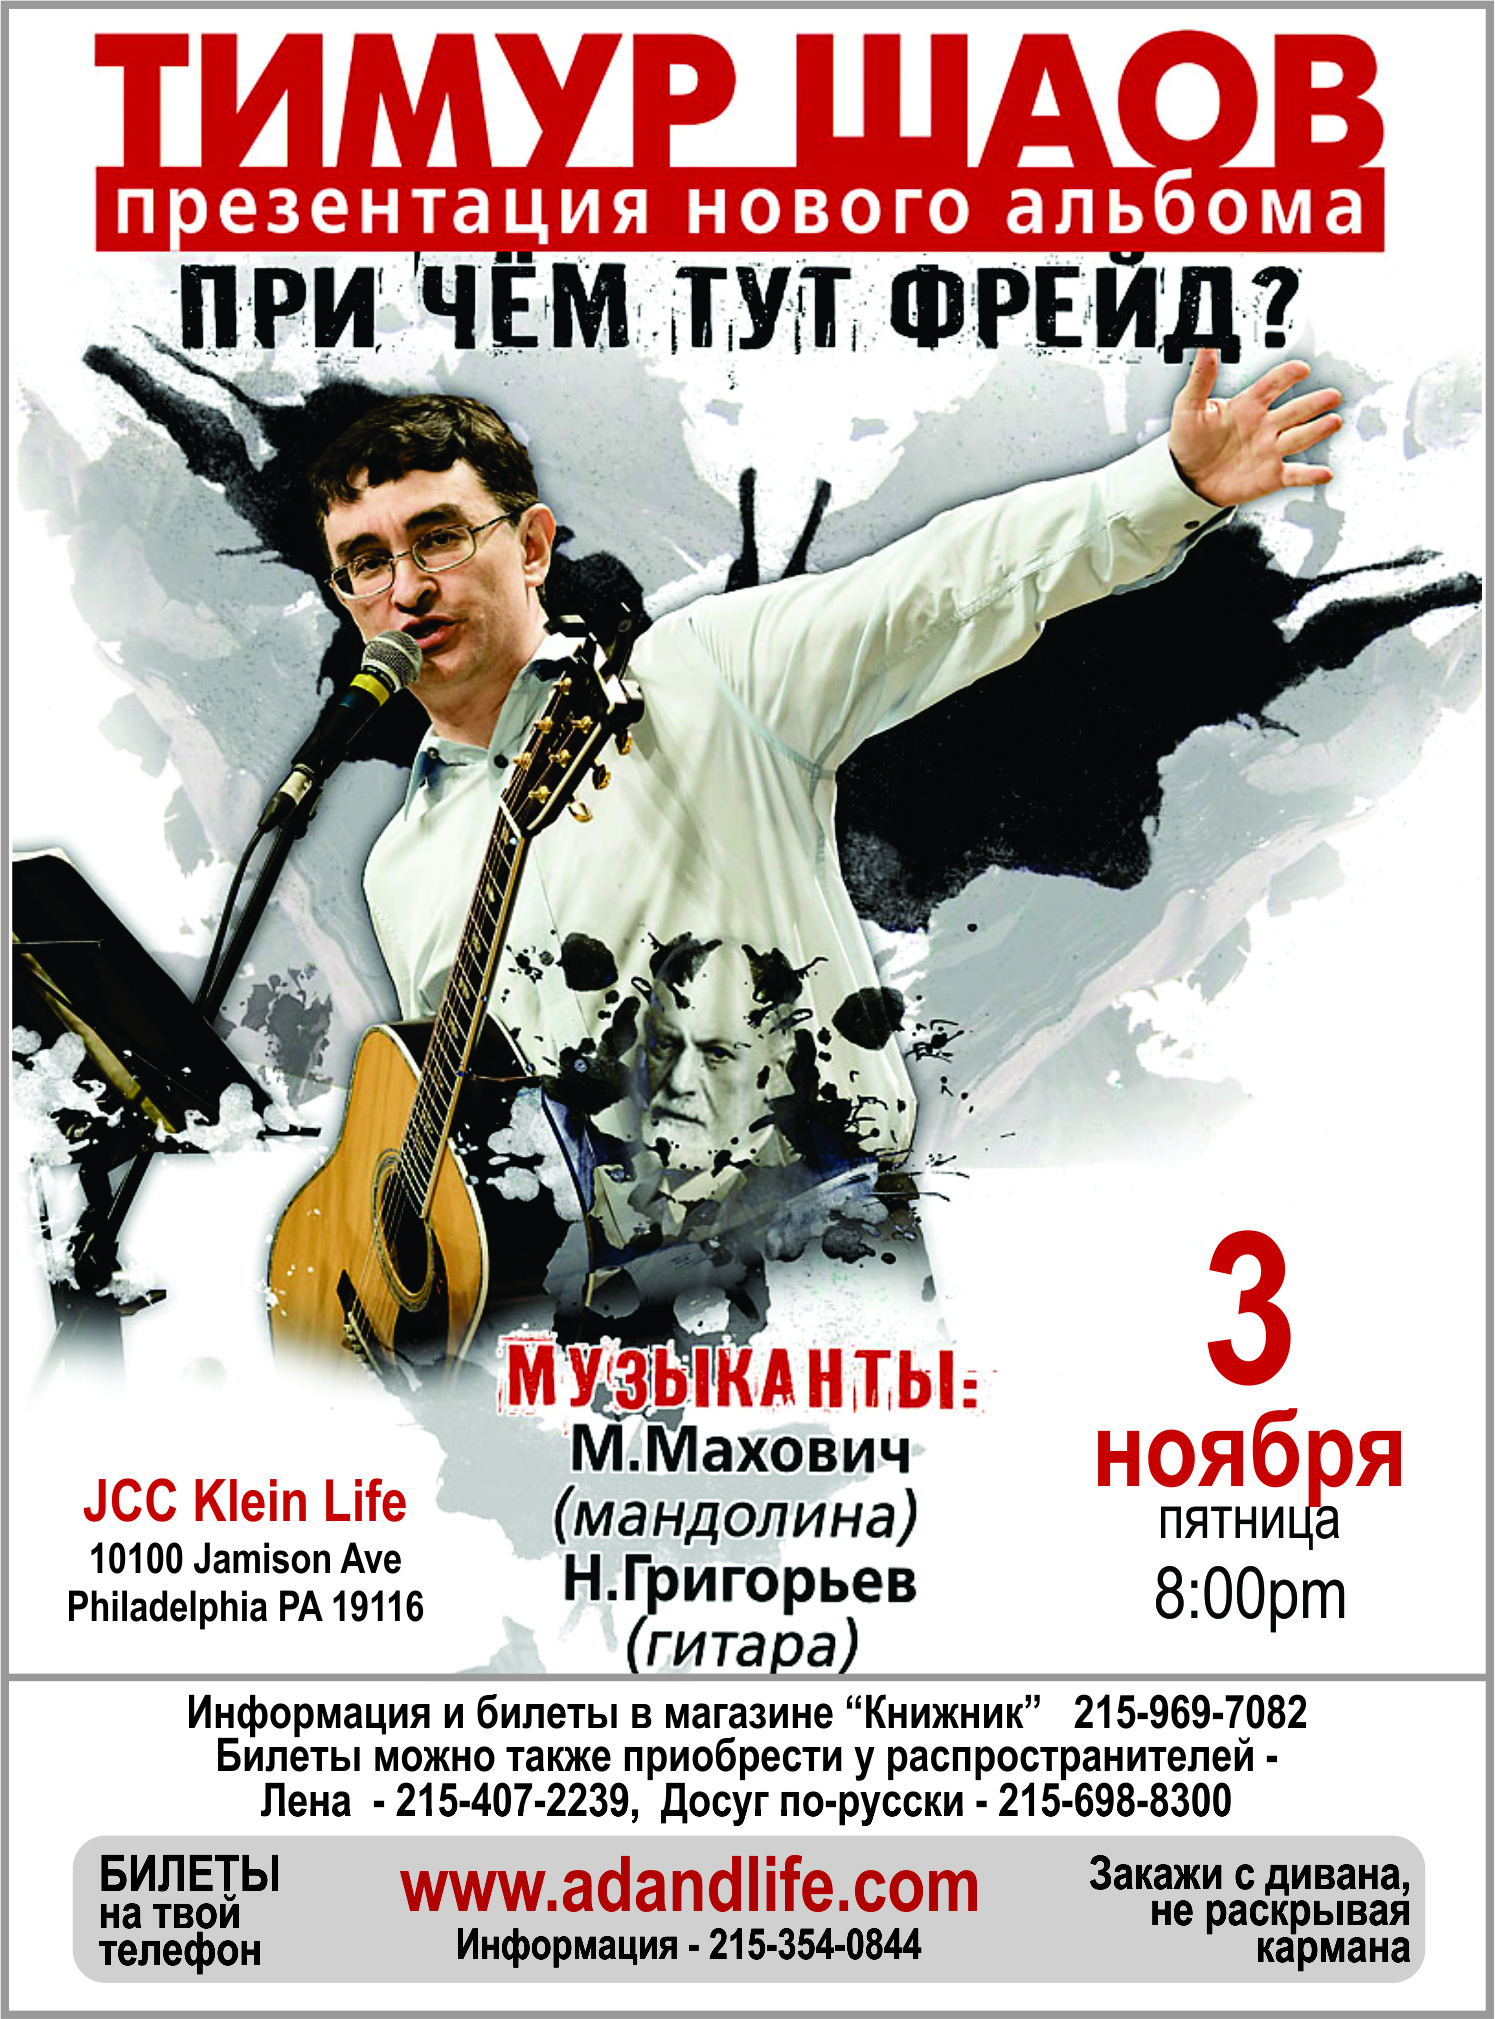 ТИМУР ШАОВ
презентация нового альбома
ПРИ ЧЁМ ТУТ ФРЕЙД?
МУЗЫКАНТЫ:
М.Махович
(мандолина)
Н.Григорьев
(гитара)
JCC Klein Life
10100 Jamison Ave
Philadelphia PA 19116
3
ноября
пятница
8:00pm
Информация и билеты в магазине “Книжник” 215-969-7082
Билеты можно также приобрести у распространителей -
Лена - 215-407-2239, Досуг по-русски - 215-698-8300
БИЛЕТЫ
на твой
телефон
www.adandlife.com
Информация - 215-354-0844
Закажи с дивана,
не раскрывая
кармана